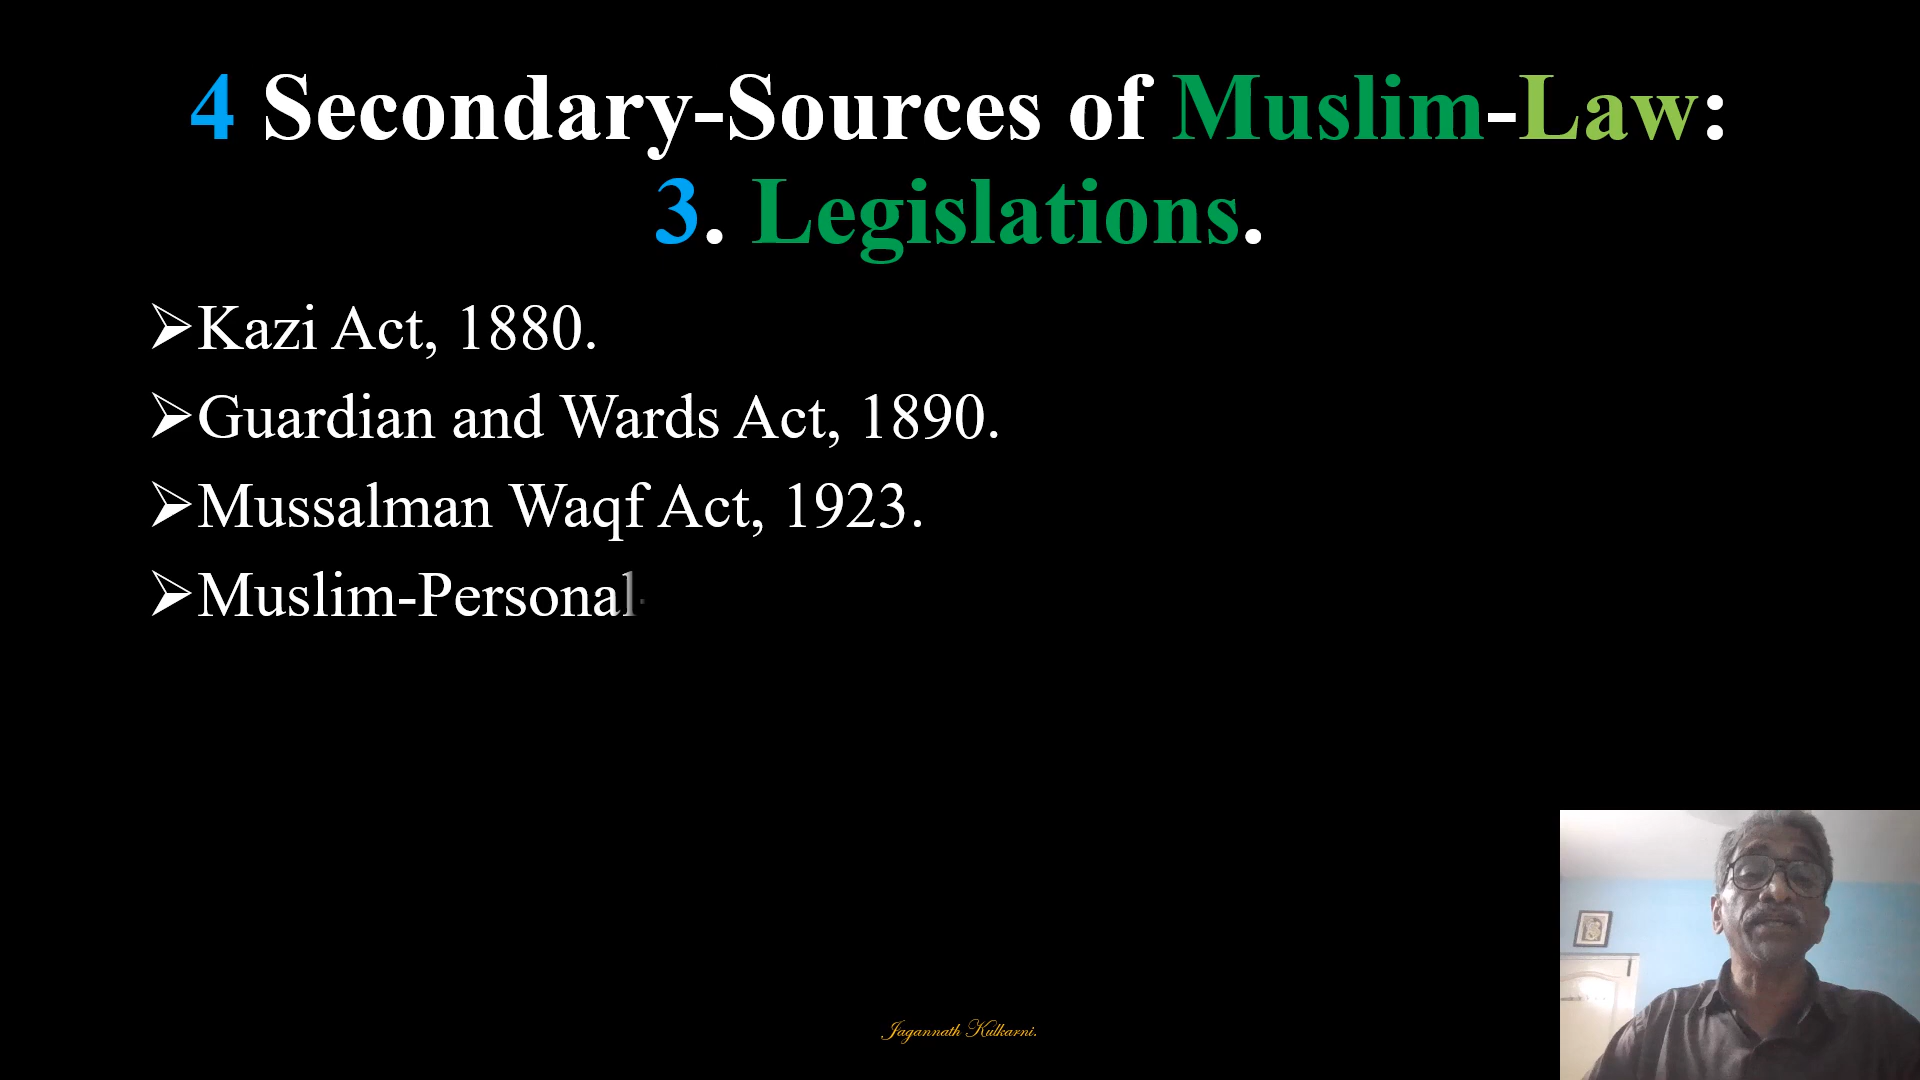 4 Secondary-Sources of Muslim-Law:
3. Legislations.
➢Kazi Act, 1880.
➢Guardian and Wards Act, 1890.
➢Mussalman Waqf Act, 1923.
➢Muslim-Personal-
Jagannath Kulkarni.